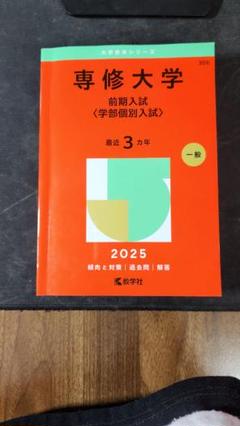 大学赤本シリーズ
専修大学
前期入試
〈学部個別入試〉
最近3カ年
一般
2025
傾向と対策｜過去問｜解答
教学社